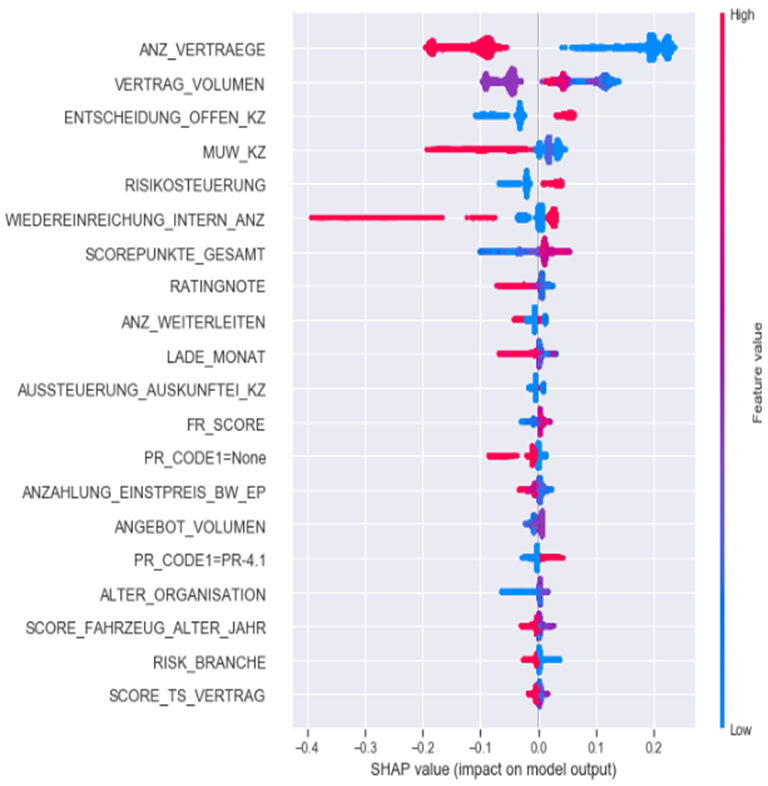 High
ANZ_VERTRAEGE
VERTRAG_VOLUMEN
ENTSCHEIDUNG_OFFEN_KZ
MUW_KZ
RISIKOSTEUERUNG
WIEDEREINREICHUNG_INTERN_ANZ
SCOREPUNKTE_GESAMT
RATINGNOTE
ANZ_WEITERLEITEN
LADE_MONAT
AUSSTEUERUNG_AUSKUNFTEI_KZ
FR_SCORE
PR_CODE1=None
ANZAHLUNG_EINSTPREIS_BW_EP
ANGEBOT_VOLUMEN
PR_CODE1=PR-4.1
ALTER_ORGANISATION
SCORE_FAHRZEUG_ALTER_JAHR
RISK_BRANCHE
SCORE_TS_VERTRAG
Feature value
Low
−0.4 −0.3 −0.2 −0.1 0.0 0.1 0.2
SHAP value (impact on model output)